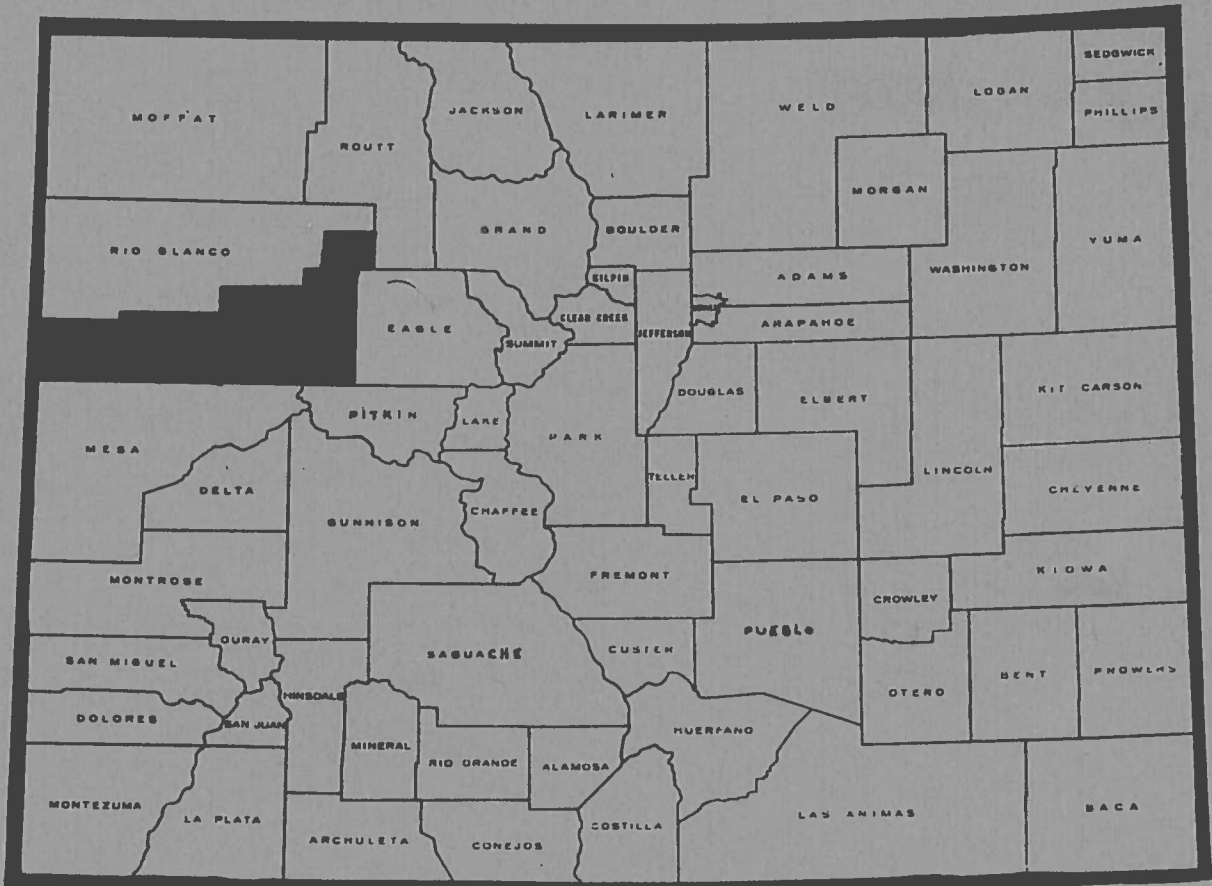 SEDGWICK
LOGAN
WELD
JACKSON
LARIMER
MOFFAT
PHILLIPS
ROUTT
MORGAN
GRAND
BOULDER
YUMA
RIO BLANCO
WASHINGTON
ADAMS
GILPIN
CLEAR CREEK
ARAPAHOE
EAGLE
JEFFERSON
SUMMIT
KIT CARSON
DOUGLAS
ELBERT
PITKIN
LAKE
PARK
MESA
LINCOLN
TELLER
DELTA
CHEYENNE
EL PASO
CHAFFEE
GUNNISON
KIOWA
FREMONT
MONTROSE
CROWLEY
PUEBLO
OURAY
CUSTER
SAGUACHE
SAN MIGUEL
BENT
PROWLERS
OTERO
HINSDALE
DOLORES
SAN JUAN
HUERFANO
MINERAL
RIO GRANDE
ALAMOSA
MONTEZUMA
BACA
LAS ANIMAS
LA PLATA
COSTILLA
ARCHULETA
CONEJOS